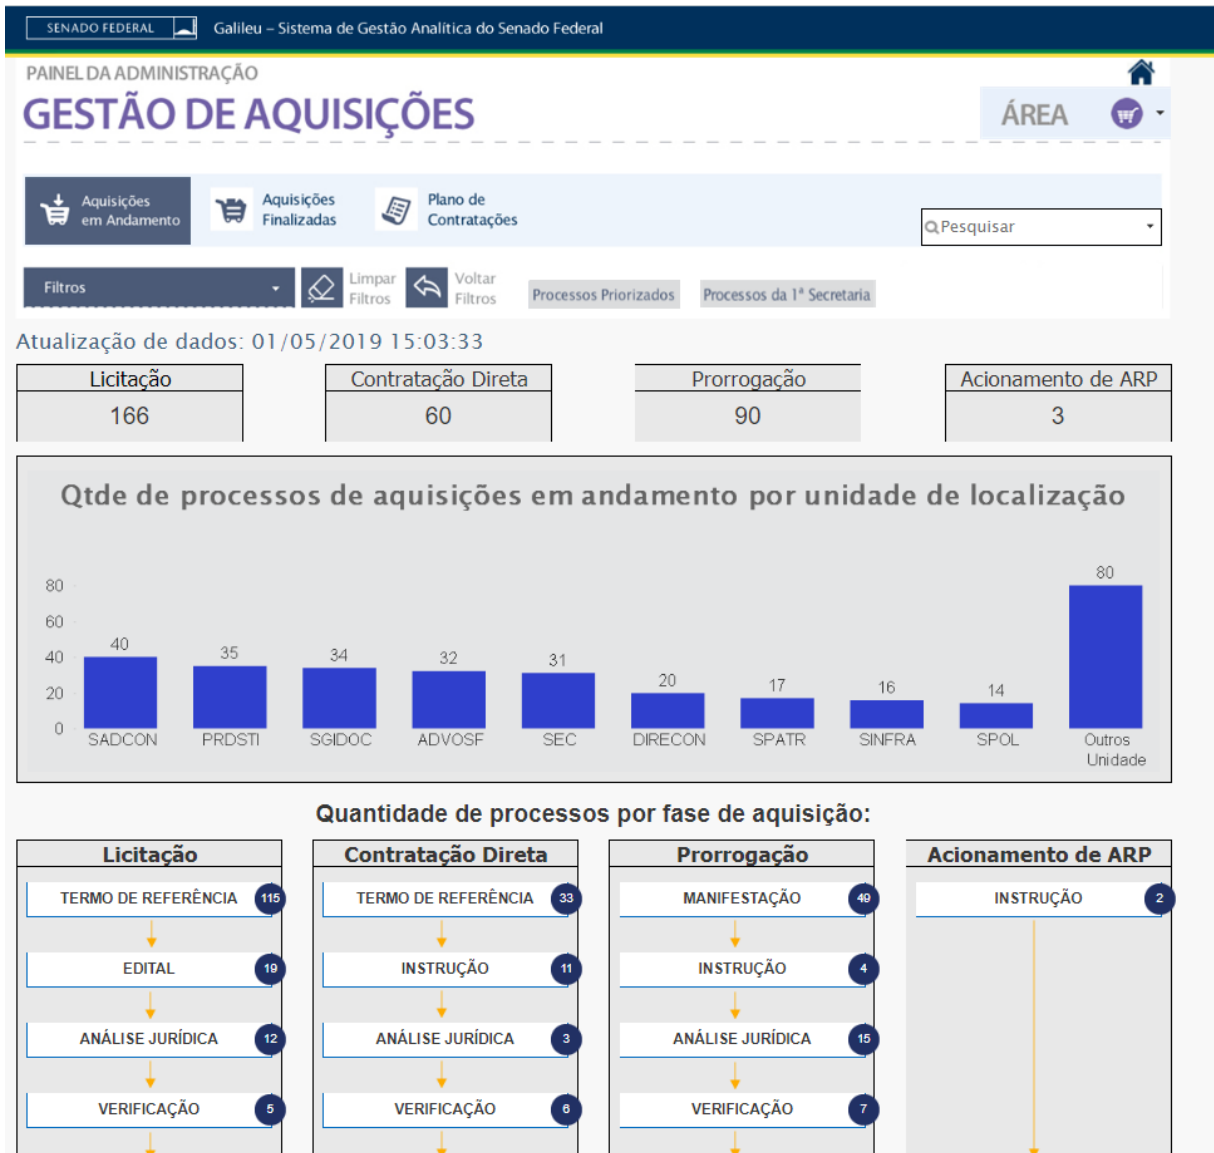 SENADO FEDERAL
Galileu – Sistema de Gestão Analítica do Senado Federal
PAINEL DA ADMINISTRAÇÃO
GESTÃO DE AQUISIÇÕES
ÁREA
Aquisições
em Andamento
Aquisições
Finalizadas
Plano de
Contratações
Pesquisar
Filtros
Limpar
Filtros
Voltar
Filtros
Processos Priorizados
Processos da 1ª Secretaria
Atualização de dados: 01/05/2019 15:03:33
Licitação
166
Contratação Direta
60
Prorrogação
90
Acionamento de ARP
3
Qtde de processos de aquisições em andamento por unidade de localização
80
60
40
20
0
40
35
34
32
31
20
17
16
14
80
SADCON
PRDSTI
SGIDOC
ADVOSF
SEC
DIRECON
SPATR
SINFRA
SPOL
Outros
Unidade
Quantidade de processos por fase de aquisição:
Licitação
TERMO DE REFERÊNCIA 115
EDITAL 19
ANÁLISE JURÍDICA 12
VERIFICAÇÃO 5
Contratação Direta
TERMO DE REFERÊNCIA 33
INSTRUÇÃO 11
ANÁLISE JURÍDICA 3
VERIFICAÇÃO 6
Prorrogação
MANIFESTAÇÃO 49
INSTRUÇÃO 4
ANÁLISE JURÍDICA 15
VERIFICAÇÃO 7
Acionamento de ARP
INSTRUÇÃO 2